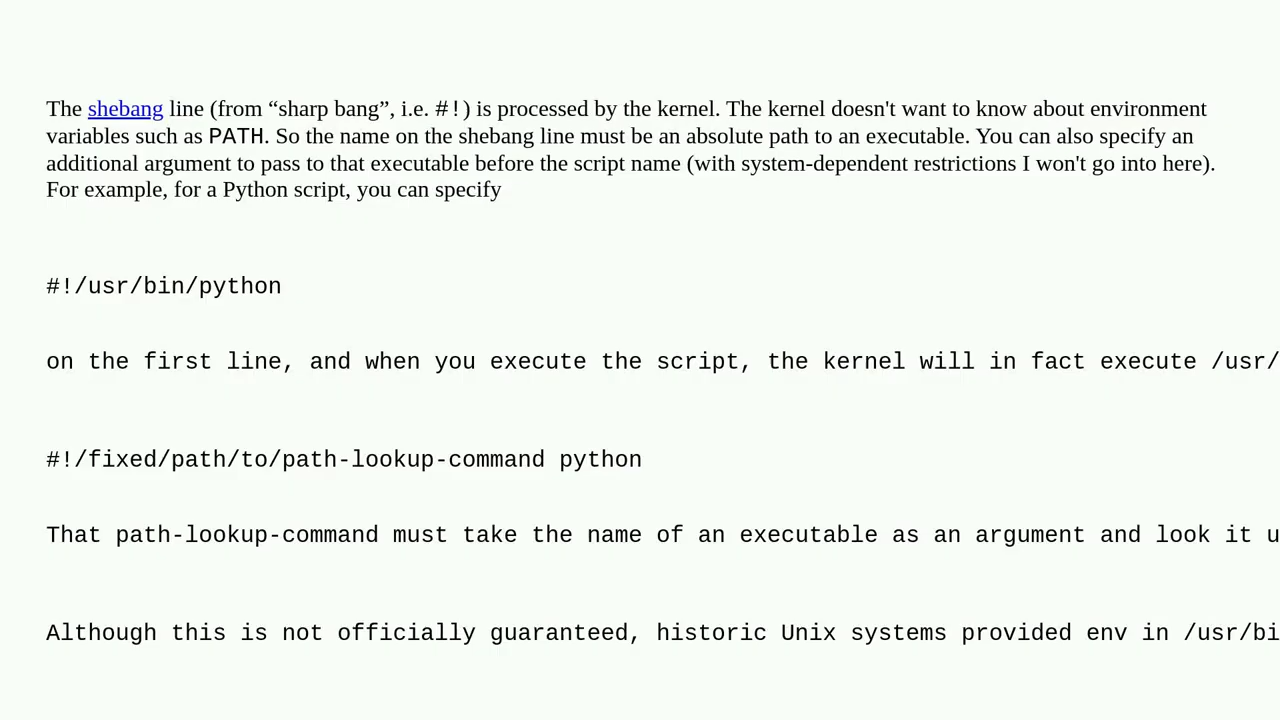 The shebang line (from “sharp bang”, i.e. #!) is processed by the kernel. The kernel doesn't want to know about environment
variables such as PATH. So the name on the shebang line must be an absolute path to an executable. You can also specify an
additional argument to pass to that executable before the script name (with system-dependent restrictions I won't go into here).
For example, for a Python script, you can specify
#!/usr/bin/python
on the first line, and when you execute the script, the kernel will in fact execute /usr/
#!/fixed/path/to/path-lookup-command python
That path-lookup-command must take the name of an executable as an argument and look it u
Although this is not officially guaranteed, historic Unix systems provided env in /usr/bi